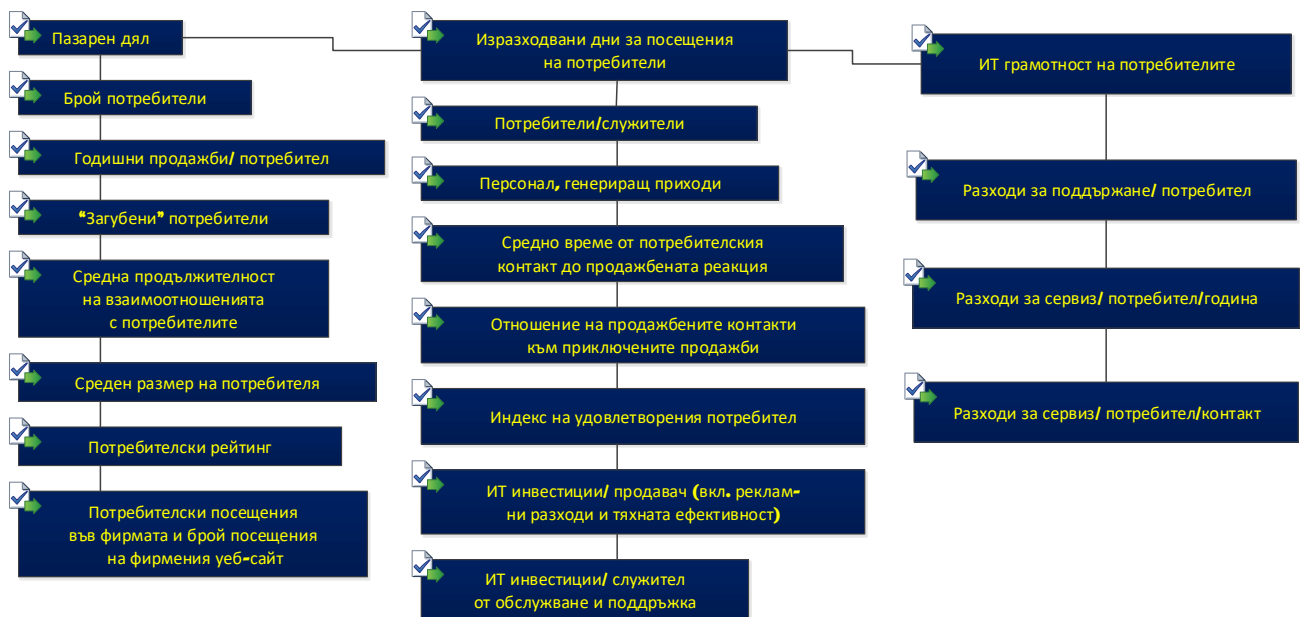 Пазарен дял
Брой потребители
Годишни продажби/ потребител
“Загубени” потребители
Средна продължителност
на взаимоотношенията
с потребителите
Среден размер на потребителя
Потребителски рейтинг
Потребителски посещения
във фирмата и брой посещения
на фирмения уеб-сайт
Изразходвани дни за посещения
на потребители
Потребители/служители
Персонал, генериращ приходи
Средно време от потребителския
контакт до продажбената реакция
Отношение на продажбените контакти
към приключените продажби
Индекс на удовлетворения потребител
ИТ инвестиции/ продавач (вкл. реклам-
ни разходи и тяхната ефективност)
ИТ инвестиции/ служител
от обслужване и поддръжка
ИТ грамотност на потребителите
Разходи за поддържане/ потребител
Разходи за сервиз/ потребител/година
Разходи за сервиз/ потребител/контакт